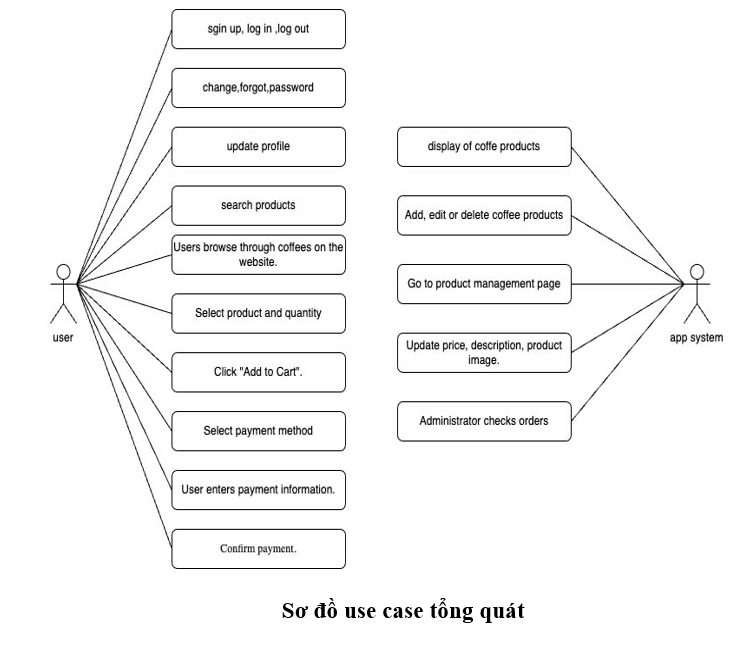 sgin up, log in ,log out
change,forgot,password
update profile
search products
Users browse through coffees on the
website.
Select product and quantity
Click "Add to Cart".
Select payment method
User enters payment information.
Confirm payment.
user
display of coffe products
Add, edit or delete coffee products
Go to product management page
Update price, description, product
image.
Administrator checks orders
app system
Sơ đồ use case tổng quát